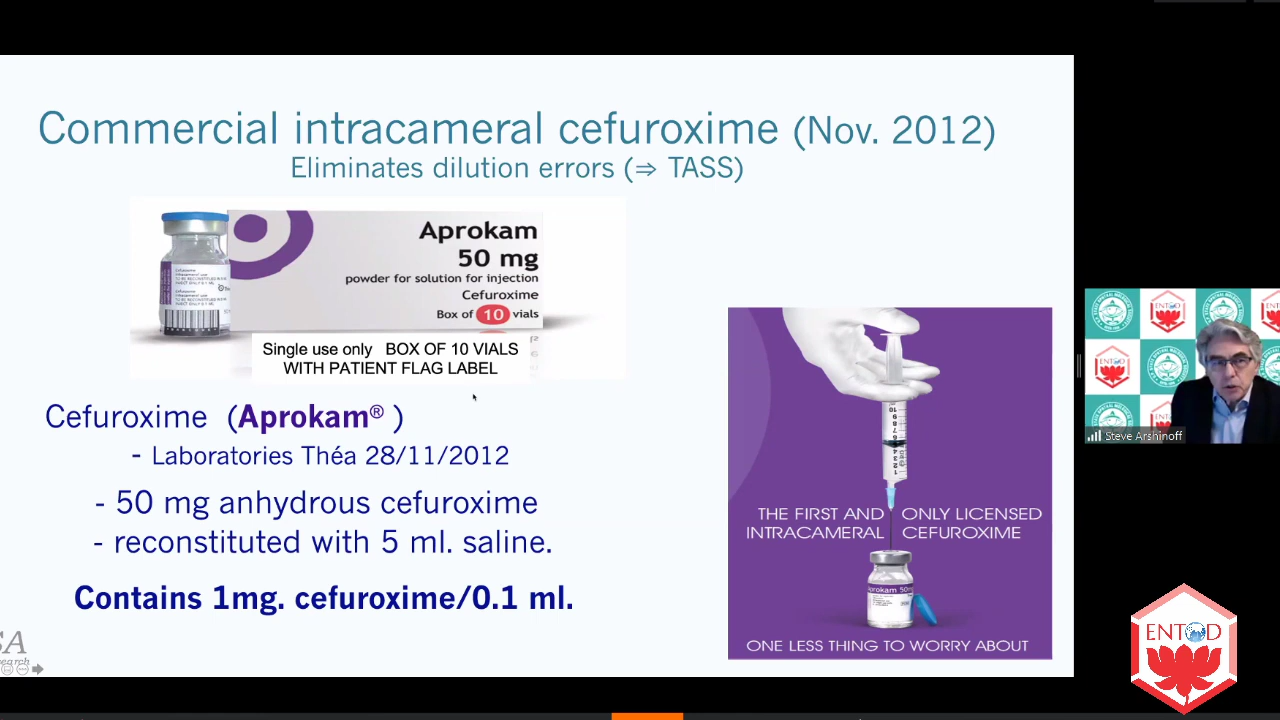 Commercial intracameral cefuroxime (Nov. 2012)
Eliminates dilution errors (⇒ TASS)
Aprokam
50 mg
powder for solution for injection
Cefuroxime
Box of 10 vials
Single use only BOX OF 10 VIALS
WITH PATIENT FLAG LABEL
Cefuroxime (Aprokam® )
- Laboratories Théa 28/11/2012
- 50 mg anhydrous cefuroxime
- reconstituted with 5 ml. saline.
Contains 1mg. cefuroxime/0.1 ml.
THE FIRST AND ONLY LICENSED
INTRACAMERAL CEFUROXIME
Aprokam 50mg
ONE LESS THING TO WORRY ABOUT
Steve Arshinoff
ENTOD